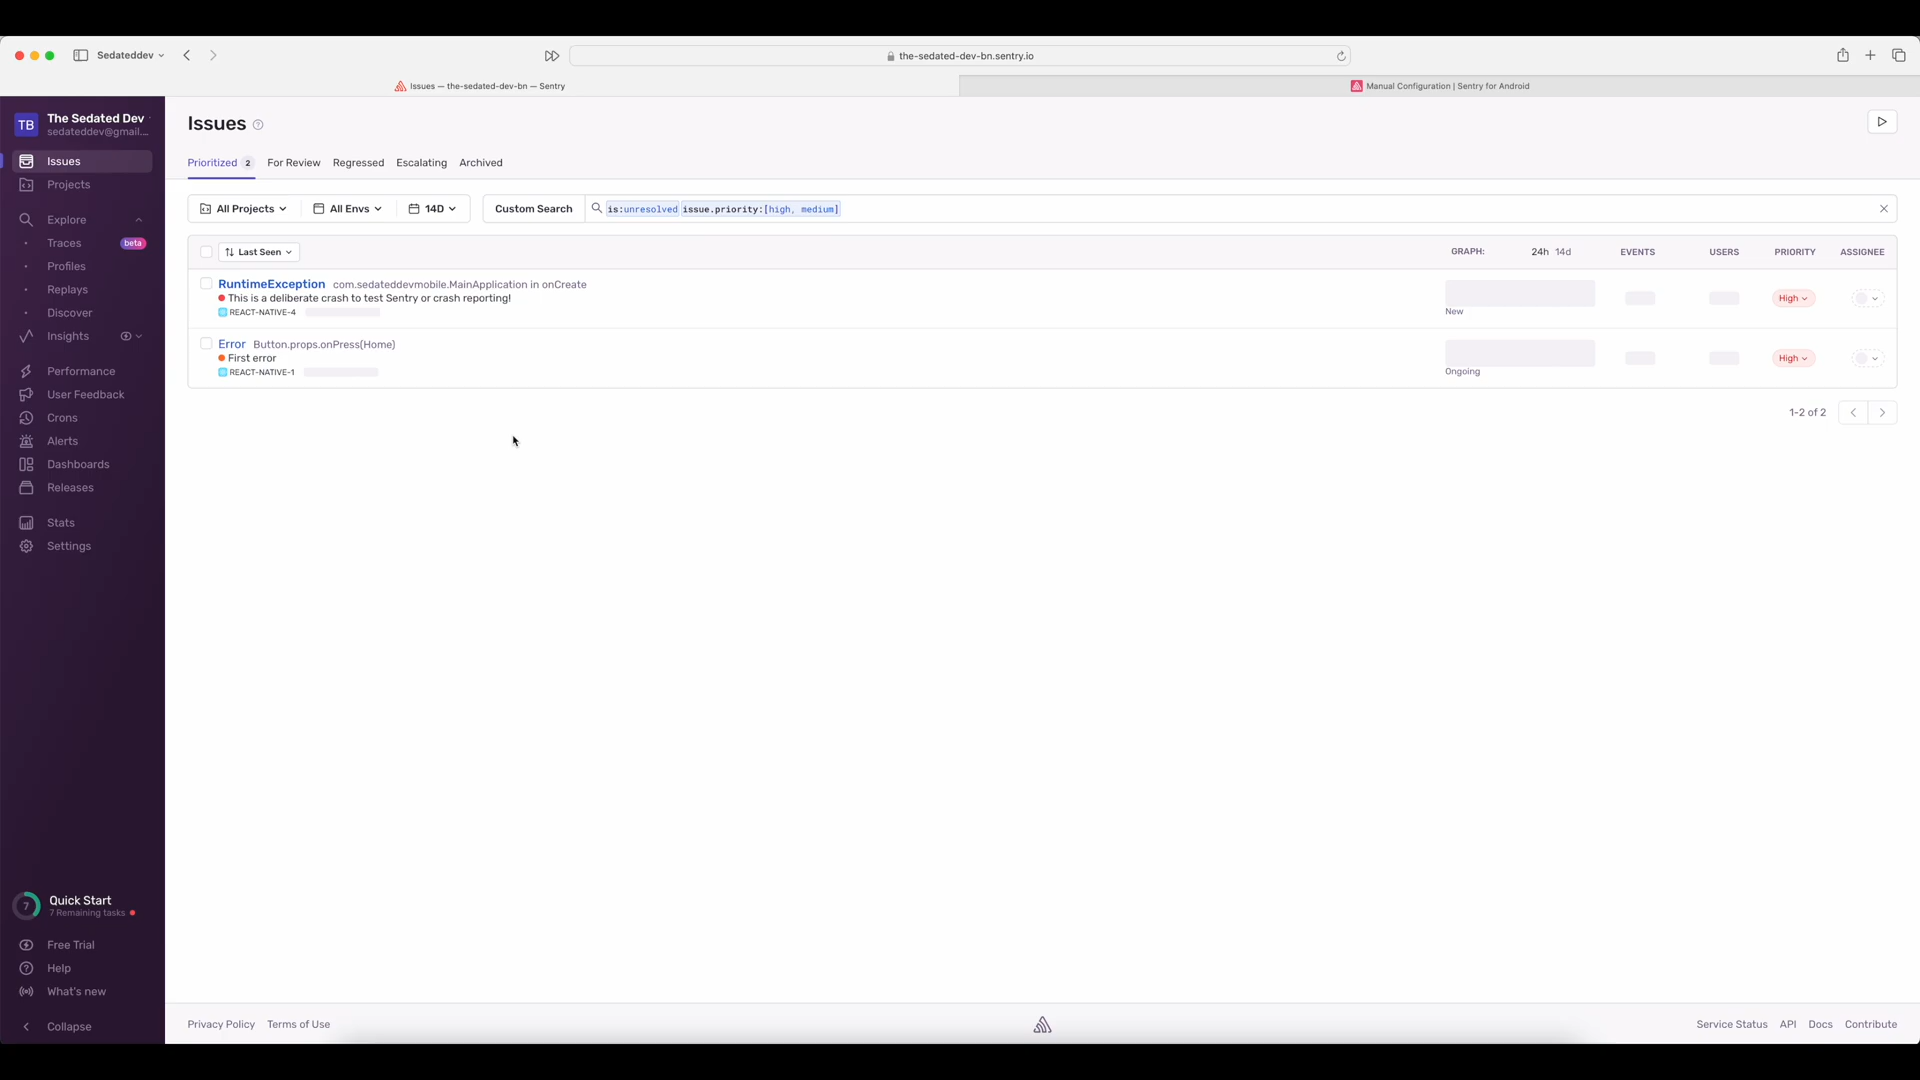 Sedateddev
the-sedated-dev-bn.sentry.io
Issues — the-sedated-dev-bn — Sentry
Manual Configuration | Sentry for Android
TB
The Sedated Dev
sedateddev@gmail....
Issues
Projects
Explore
Traces
beta
Profiles
Replays
Discover
Insights
Performance
User Feedback
Crons
Alerts
Dashboards
Releases
Stats
Settings
7
Quick Start
7 Remaining tasks
Free Trial
Help
What's new
Collapse
Issues
Prioritized 2 For Review Regressed Escalating Archived
All Projects All Envs 14D Custom Search is:unresolved issue.priority:[high, medium]
Last Seen GRAPH: 24h 14d EVENTS USERS PRIORITY ASSIGNEE
RuntimeException com.sedateddevmobile.MainApplication in onCreate
This is a deliberate crash to test Sentry or crash reporting!
REACT-NATIVE-4
New
High
Error Button.props.onPress(Home)
First error
REACT-NATIVE-1
Ongoing
High
1-2 of 2
Privacy Policy Terms of Use Service Status API Docs Contribute